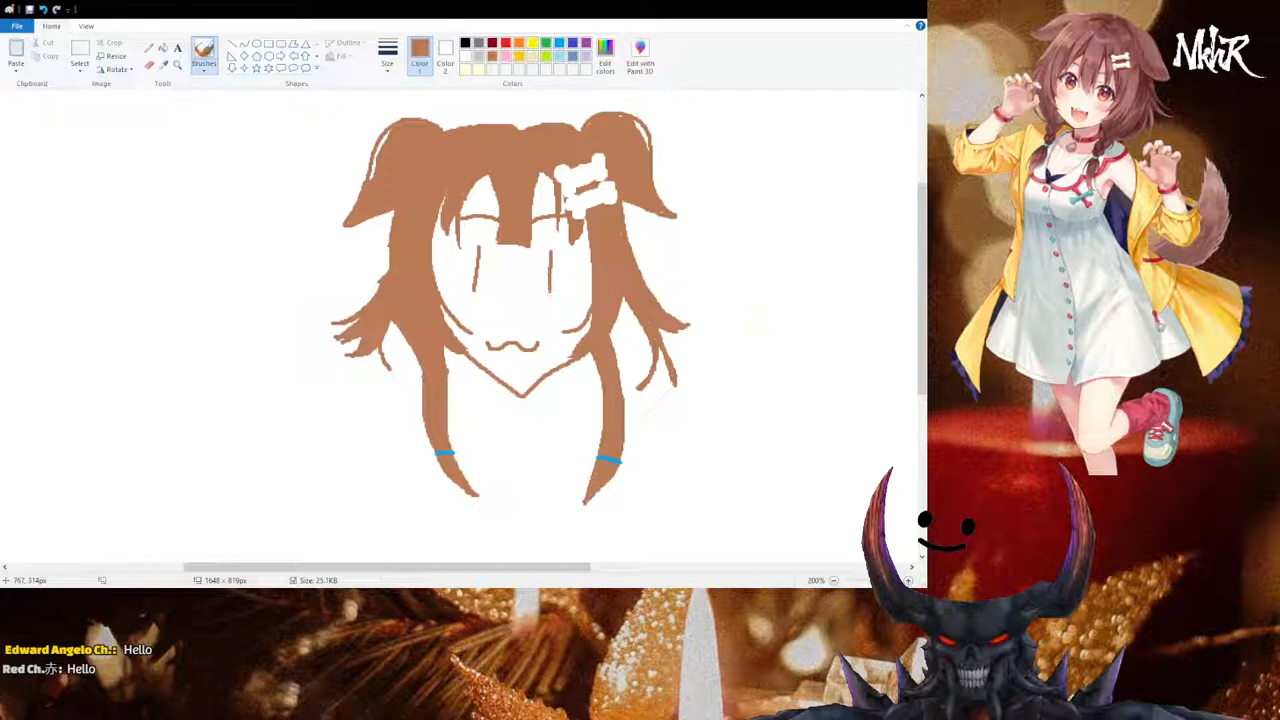 File Home View
Paste
Cut
Copy
Clipboard
Select
Crop
Resize
Rotate
Image
A
Tools
Brushes
Outline
Fill
Shapes
Size
Color 1
Color 2
Edit colors
Edit with Paint 3D
Colors
767, 314px
1648 × 819px
Size: 25.1KB
200%
Edward Angelo Ch.: Hello
Red Ch.赤: Hello